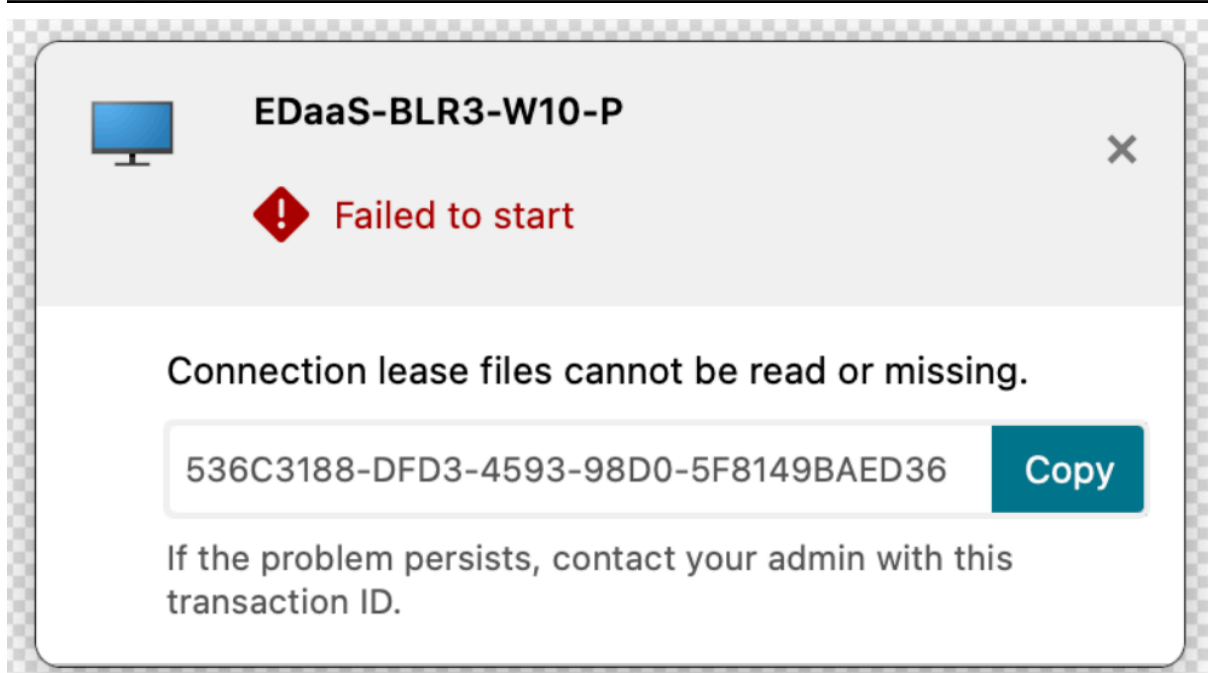 EDaaS-BLR3-W10-P
Failed to start
Connection lease files cannot be read or missing.
536C3188-DFD3-4593-98D0-5F8149BAED36
Copy
If the problem persists, contact your admin with this
transaction ID.